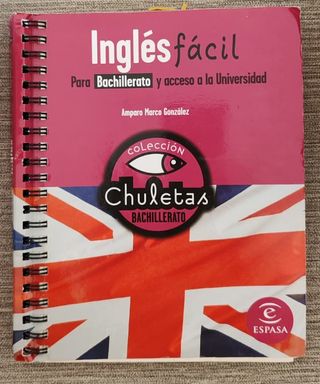 Inglés fácil
Para Bachillerato y acceso a la Universidad
Amparo Marco González
COLECCIÓN
Chuletas
BACHILLERATO
e
ESPASA